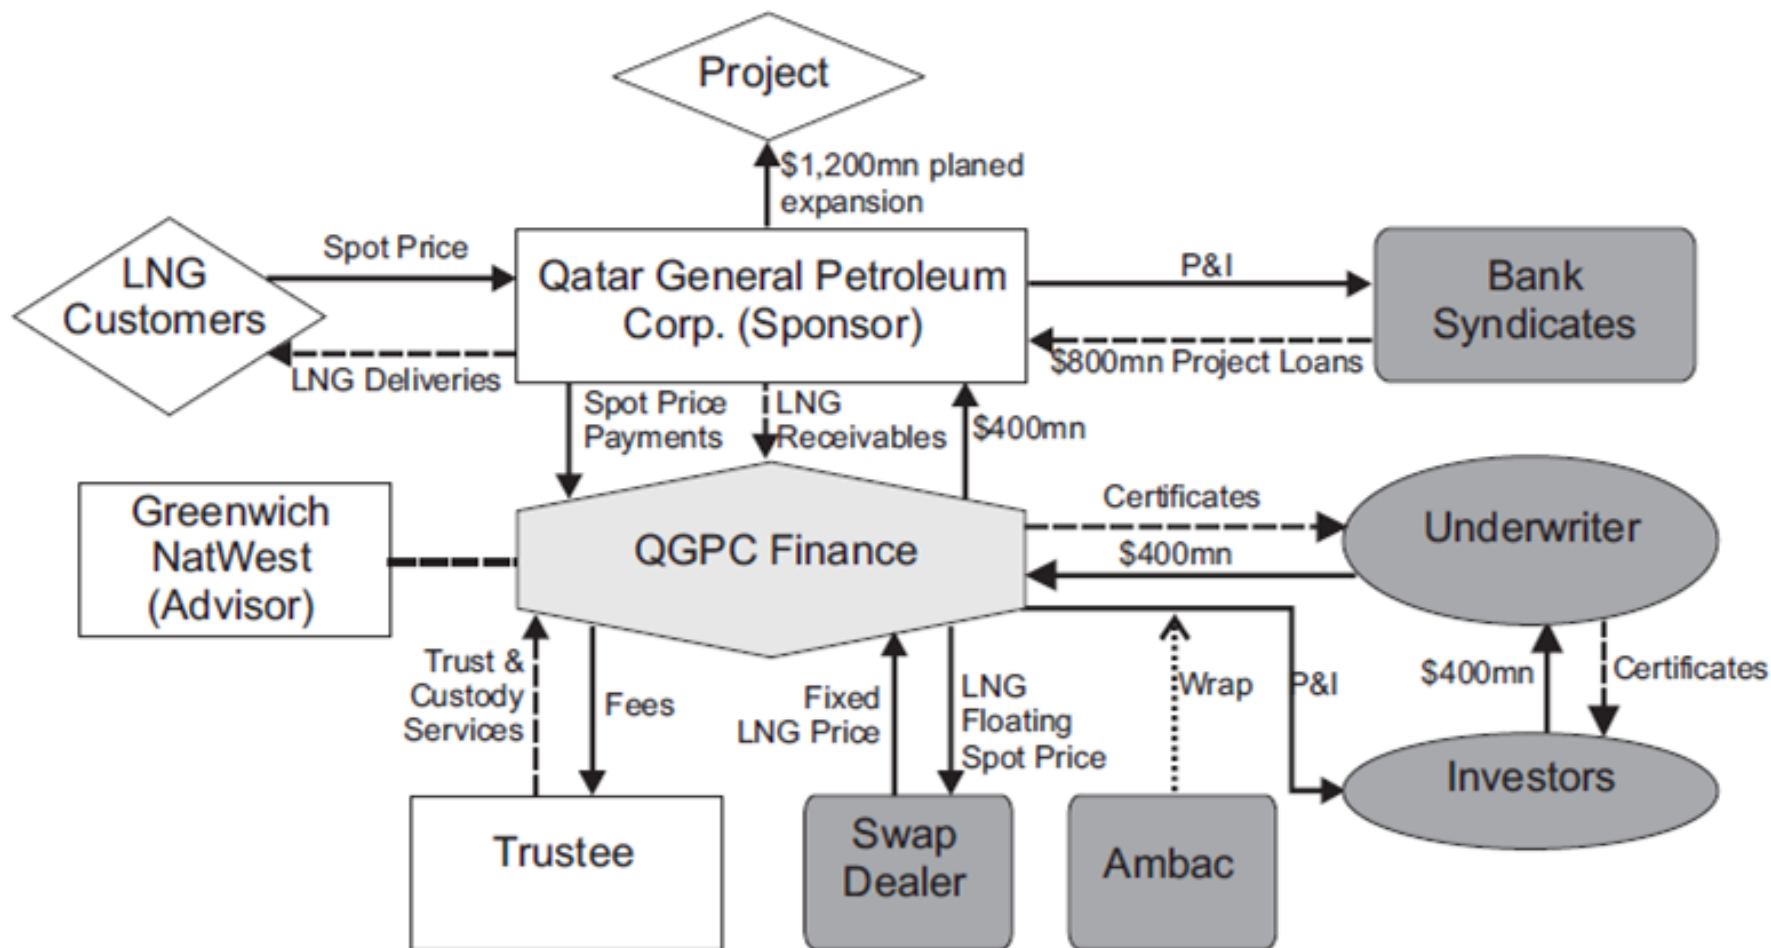 Project
$1,200mn planed
expansion
LNG
Customers
Spot Price
LNG Deliveries
Qatar General Petroleum
Corp. (Sponsor)
P&I
$800mn Project Loans
Bank
Syndicates
Spot Price
Payments
LNG
Receivables
$400mn
Greenwich
NatWest
(Advisor)
QGPC Finance
Certificates
$400mn
Underwriter
Trust &
Custody
Services
Fees
Fixed
LNG Price
LNG
Floating
Spot Price
Wrap
P&I
$400mn
Certificates
Investors
Trustee
Swap
Dealer
Ambac